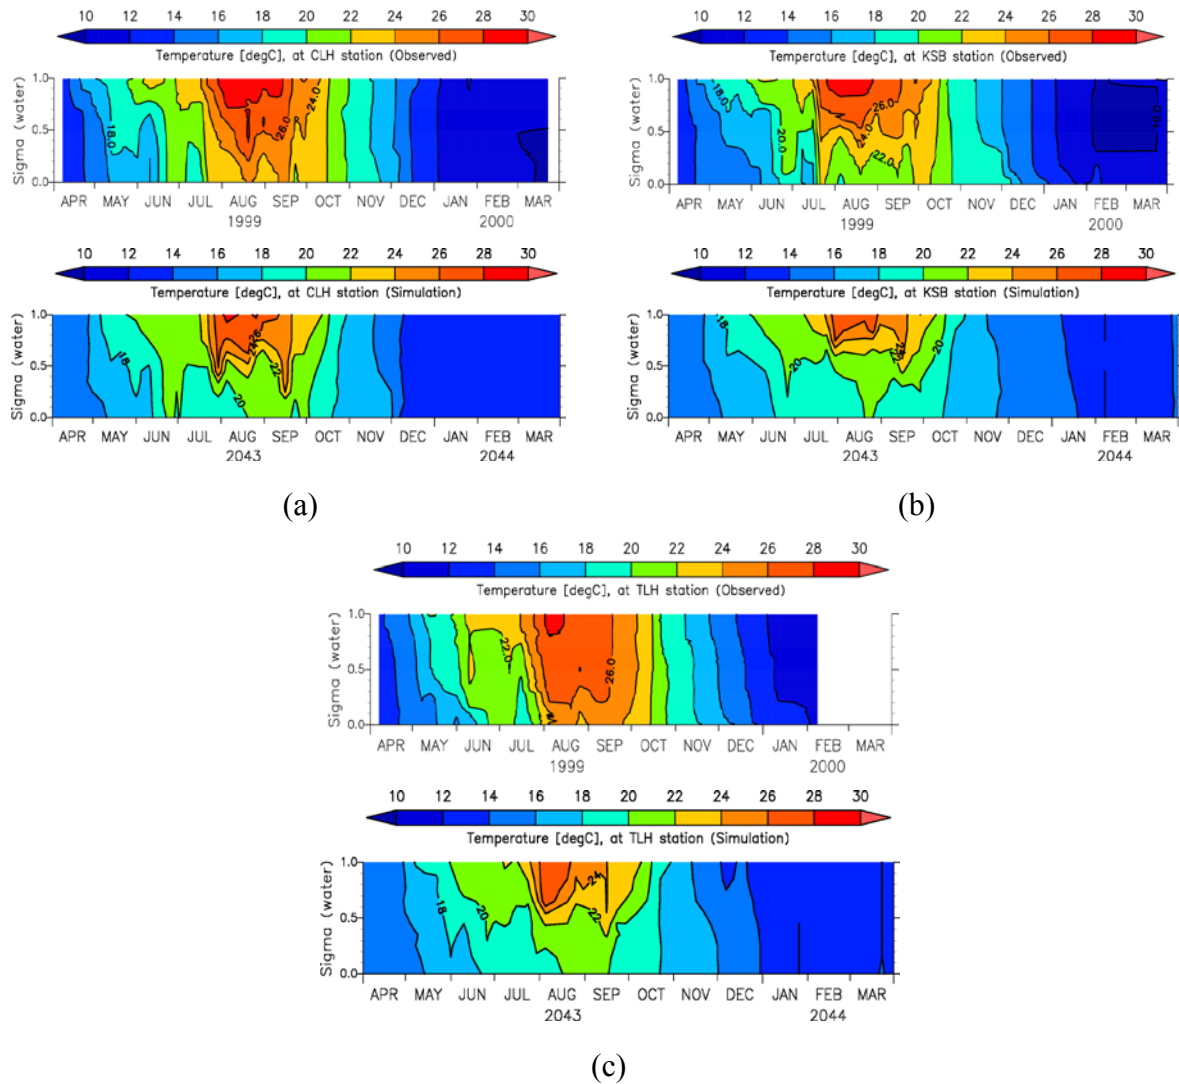 10 12 14 16 18 20 22 24 26 28 30
Temperature [degC], at CLH station (Observed)
Sigma (water)
1.0
0.5
0.0
18.0
26.0
24.0
APR MAY JUN JUL AUG SEP OCT NOV DEC JAN FEB MAR
1999 2000
10 12 14 16 18 20 22 24 26 28 30
Temperature [degC], at CLH station (Simulation)
Sigma (water)
1.0
0.5
0.0
18
20
22
24
26
APR MAY JUN JUL AUG SEP OCT NOV DEC JAN FEB MAR
2043 2044
(a)
10 12 14 16 18 20 22 24 26 28 30
Temperature [degC], at KSB station (Observed)
Sigma (water)
1.0
0.5
0.0
18.0
20.0
24.0
22.0
26.0
10.0
APR MAY JUN JUL AUG SEP OCT NOV DEC JAN FEB MAR
1999 2000
10 12 14 16 18 20 22 24 26 28 30
Temperature [degC], at KSB station (Simulation)
Sigma (water)
1.0
0.5
0.0
18
20
20
APR MAY JUN JUL AUG SEP OCT NOV DEC JAN FEB MAR
2043 2044
(b)
10 12 14 16 18 20 22 24 26 28 30
Temperature [degC], at TLH station (Observed)
Sigma (water)
1.0
0.5
0.0
22.0
26.0
APR MAY JUN JUL AUG SEP OCT NOV DEC JAN FEB MAR
1999 2000
10 12 14 16 18 20 22 24 26 28 30
Temperature [degC], at TLH station (Simulation)
Sigma (water)
1.0
0.5
0.0
18
20
24
22
APR MAY JUN JUL AUG SEP OCT NOV DEC JAN FEB MAR
2043 2044
(c)